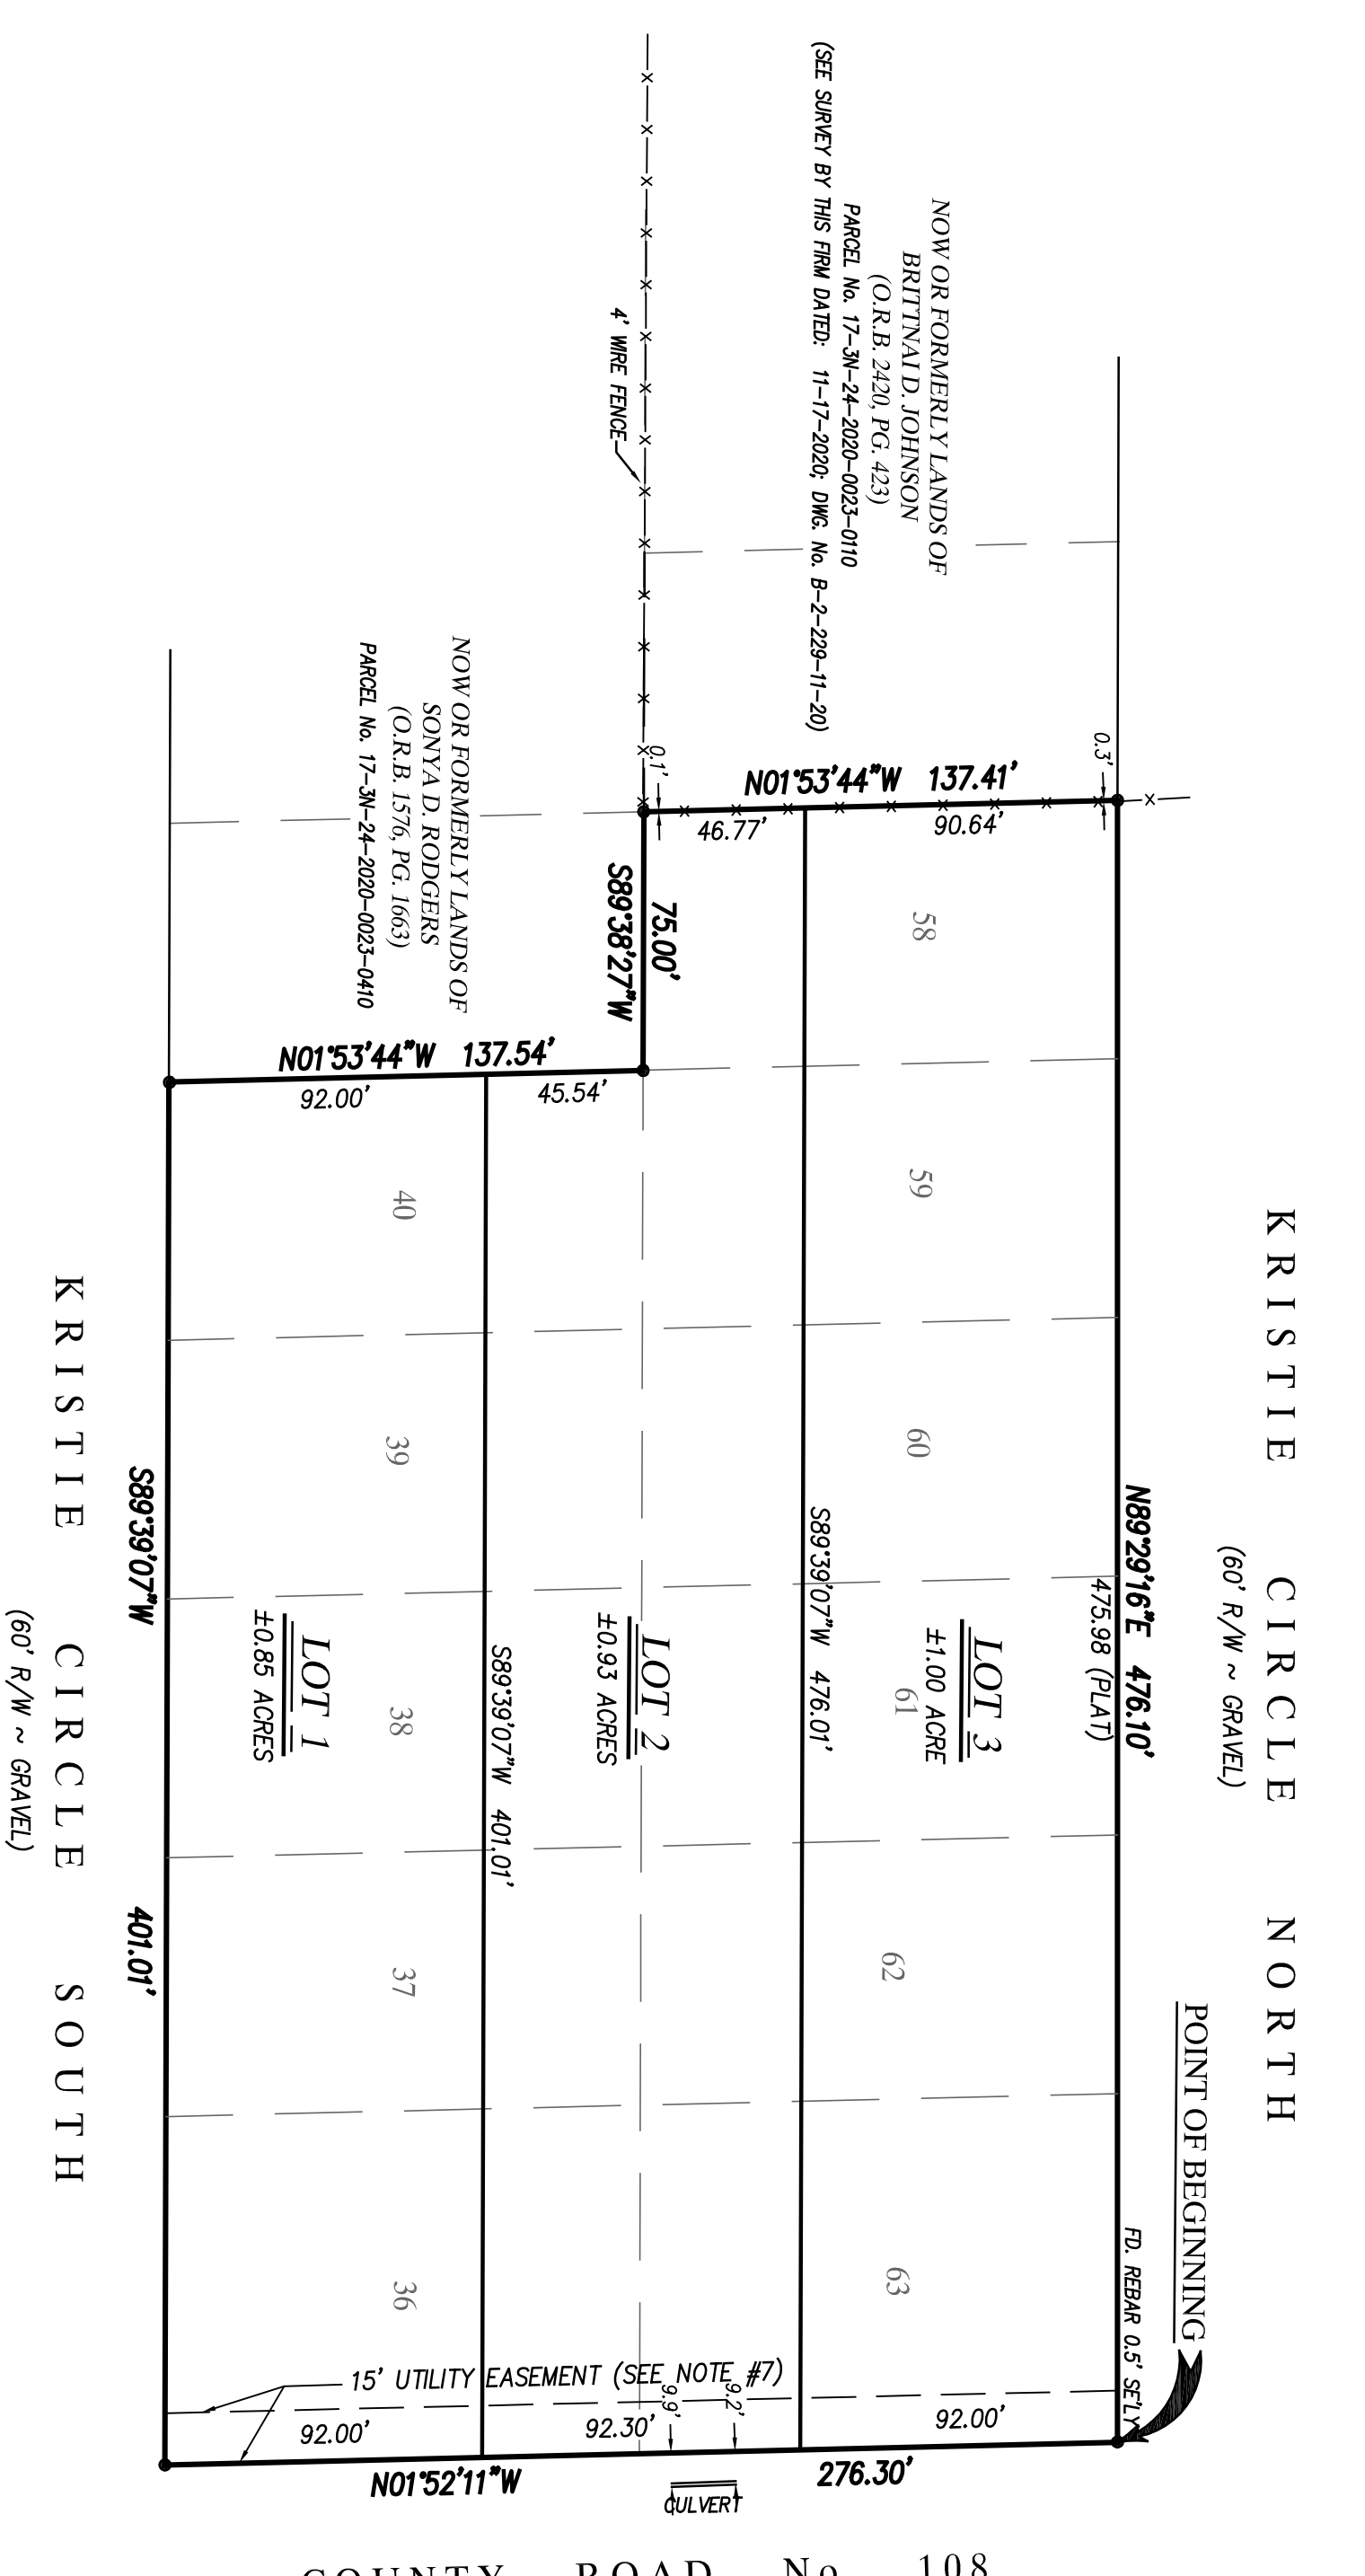 KRISTIE CIRCLE NORTH
(60' R/W ~ GRAVEL)
POINT OF BEGINNING
N89°29'16"E 476.10'
475.98 (PLAT)
FD. REBAR 0.5' SE'LY
NOW OR FORMERLY LANDS OF
BRITTNAI D. JOHNSON
(O.R.B. 2420, PG. 423)
PARCEL No. 17-3N-24-2020-0023-0110
(SEE SURVEY BY THIS FIRM DATED: 11-17-2020; DWG. No. B-2-229-11-20)
0.3'
N01°53'44"W 137.41'
90.64'
46.77'
0.1'
58
59
60
61
62
63
LOT 3
±1.00 ACRE
S89°39'07"W 476.01'
4' WIRE FENCE
75.00'
S89°38'27"W
LOT 2
±0.93 ACRES
NOW OR FORMERLY LANDS OF
SONYA D. RODGERS
(O.R.B. 1576, PG. 1663)
PARCEL No. 17-3N-24-2020-0023-0410
N01°53'44"W 137.54'
92.00'
45.54'
S89°39'07"W 401.01'
40
39
38
37
36
LOT 1
±0.85 ACRES
15' UTILITY EASEMENT (SEE NOTE #7)
9.9'
9.2'
92.00'
92.30'
92.00'
N01°52'11"W
276.30'
CULVERT
S89°39'07"W
401.01'
KRISTIE CIRCLE SOUTH
(60' R/W ~ GRAVEL)
COUNTY ROAD No. 108